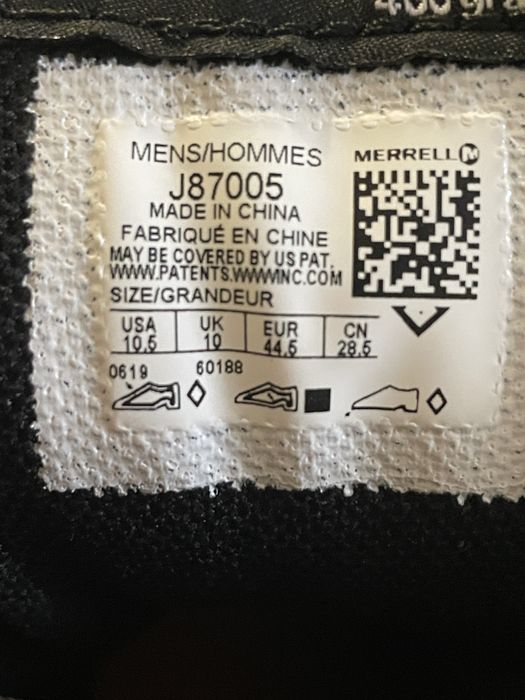 MENS/HOMMES
MERRELL
J87005
MADE IN CHINA
FABRIQUÉ EN CHINE
MAY BE COVERED BY US PAT.
WWW.PATENTS.WWWINC.COM
SIZE/GRANDEUR
USA UK EUR CN
10.5 10 44.5 28.5
0619 60188